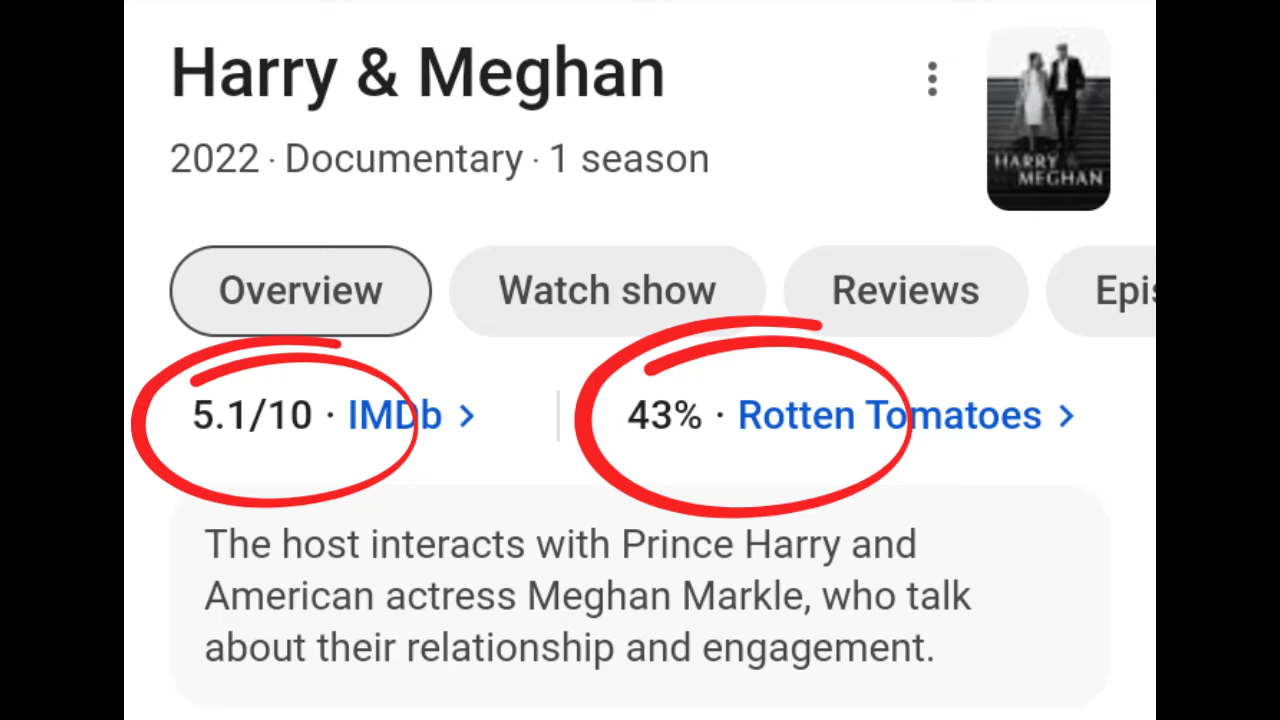 Harry & Meghan
2022 · Documentary · 1 season
HARRY &
MEGHAN
Overview
Watch show
Reviews
Epis
5.1/10 · IMDb >
43% · Rotten Tomatoes >
The host interacts with Prince Harry and
American actress Meghan Markle, who talk
about their relationship and engagement.